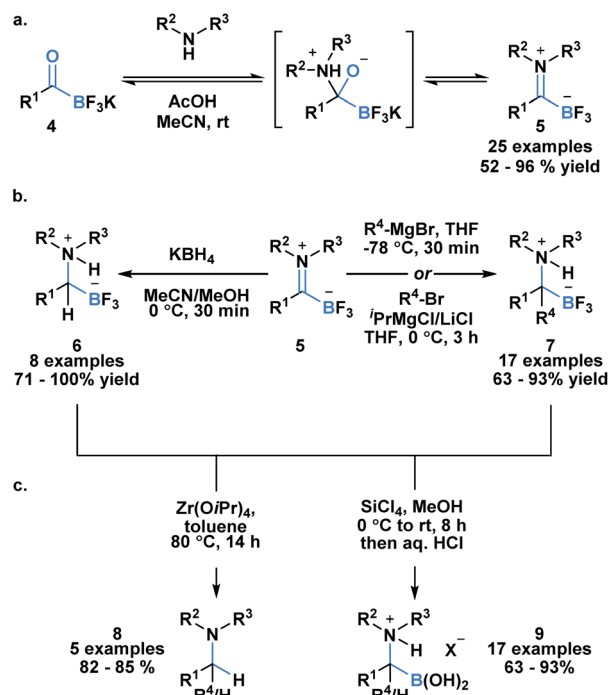 a.
R² N H R³
O
R¹ BF₃K
4
AcOH
MeCN, rt
R² + NH R³ O⁻
R¹ BF₃K
R² + N R³
R¹ − BF₃
5
25 examples
52 - 96 % yield
b.
R² + N H R³
R¹ H − BF₃
6
8 examples
71 - 100% yield
KBH₄
MeCN/MeOH
0 °C, 30 min
R² + N R³
R¹ − BF₃
5
R⁴-MgBr, THF
-78 °C, 30 min
or
R⁴-Br
ⁱPrMgCl/LiCl
THF, 0 °C, 3 h
R² + N H R³
R¹ R⁴ − BF₃
7
17 examples
63 - 93% yield
c.
Zr(OiPr)₄,
toluene
80 °C, 14 h
SiCl₄, MeOH
0 °C to rt, 8 h
then aq. HCl
8
5 examples
82 - 85 %
R² N R³
R¹ H
R⁴/H
R² + N H R³ X⁻
R¹ B(OH)₂
R⁴/H
9
17 examples
63 - 93%